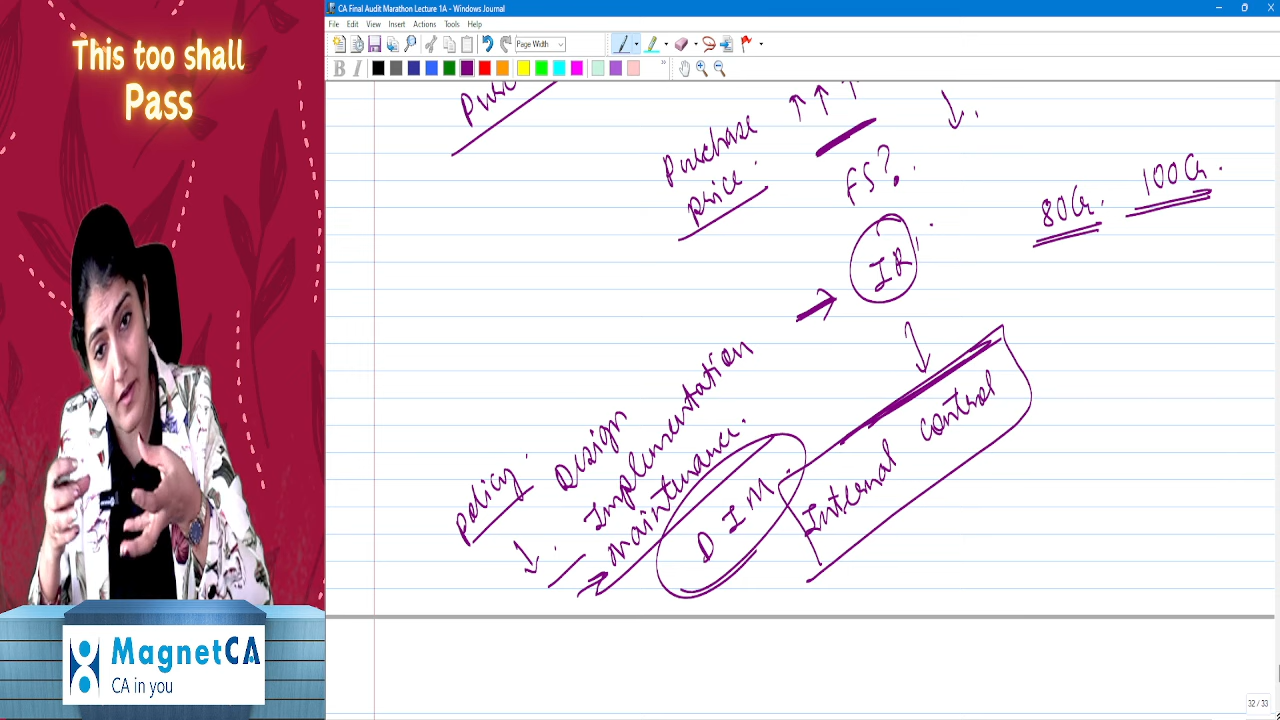 This too shall
Pass
MagnetCA
CA in you
CA Final Audit Marathon Lecture 1A - Windows Journal
File Edit View Insert Actions Tools Help
Page Width
B I
Purchase
price.
FS?
80Cr.
100Cr.
IR
Internal control
policy.
Design
Implementation
Maintenance.
D I M.
32 / 33